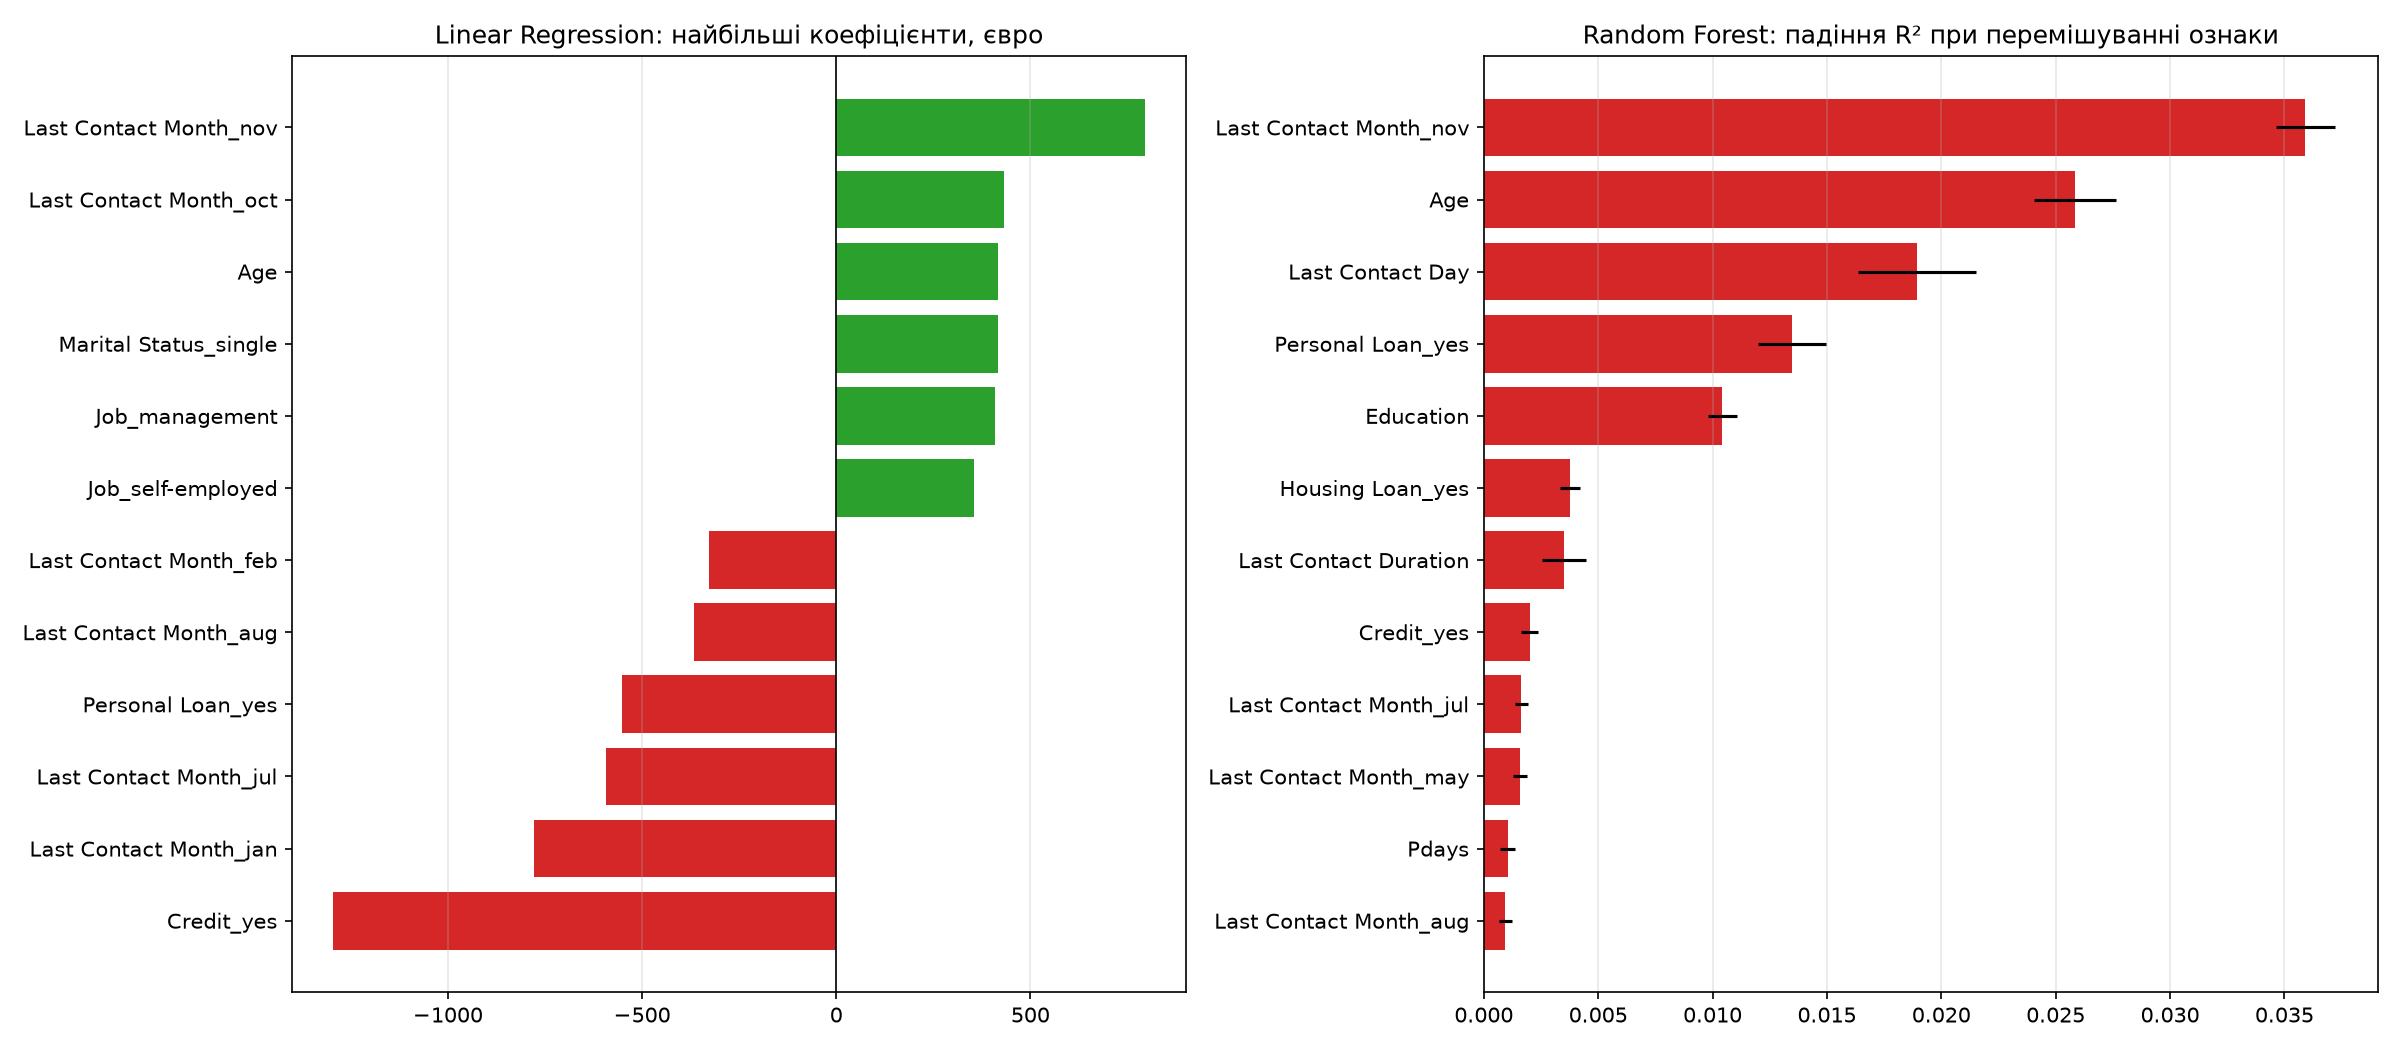 Linear Regression: найбільші коефіцієнти, євро
Last Contact Month_nov
Last Contact Month_oct
Age
Marital Status_single
Job_management
Job_self-employed
Last Contact Month_feb
Last Contact Month_aug
Personal Loan_yes
Last Contact Month_jul
Last Contact Month_jan
Credit_yes
−1000
−500
0
500
Random Forest: падіння R² при перемішуванні ознаки
Last Contact Month_nov
Age
Last Contact Day
Personal Loan_yes
Education
Housing Loan_yes
Last Contact Duration
Credit_yes
Last Contact Month_jul
Last Contact Month_may
Pdays
Last Contact Month_aug
0.000
0.005
0.010
0.015
0.020
0.025
0.030
0.035